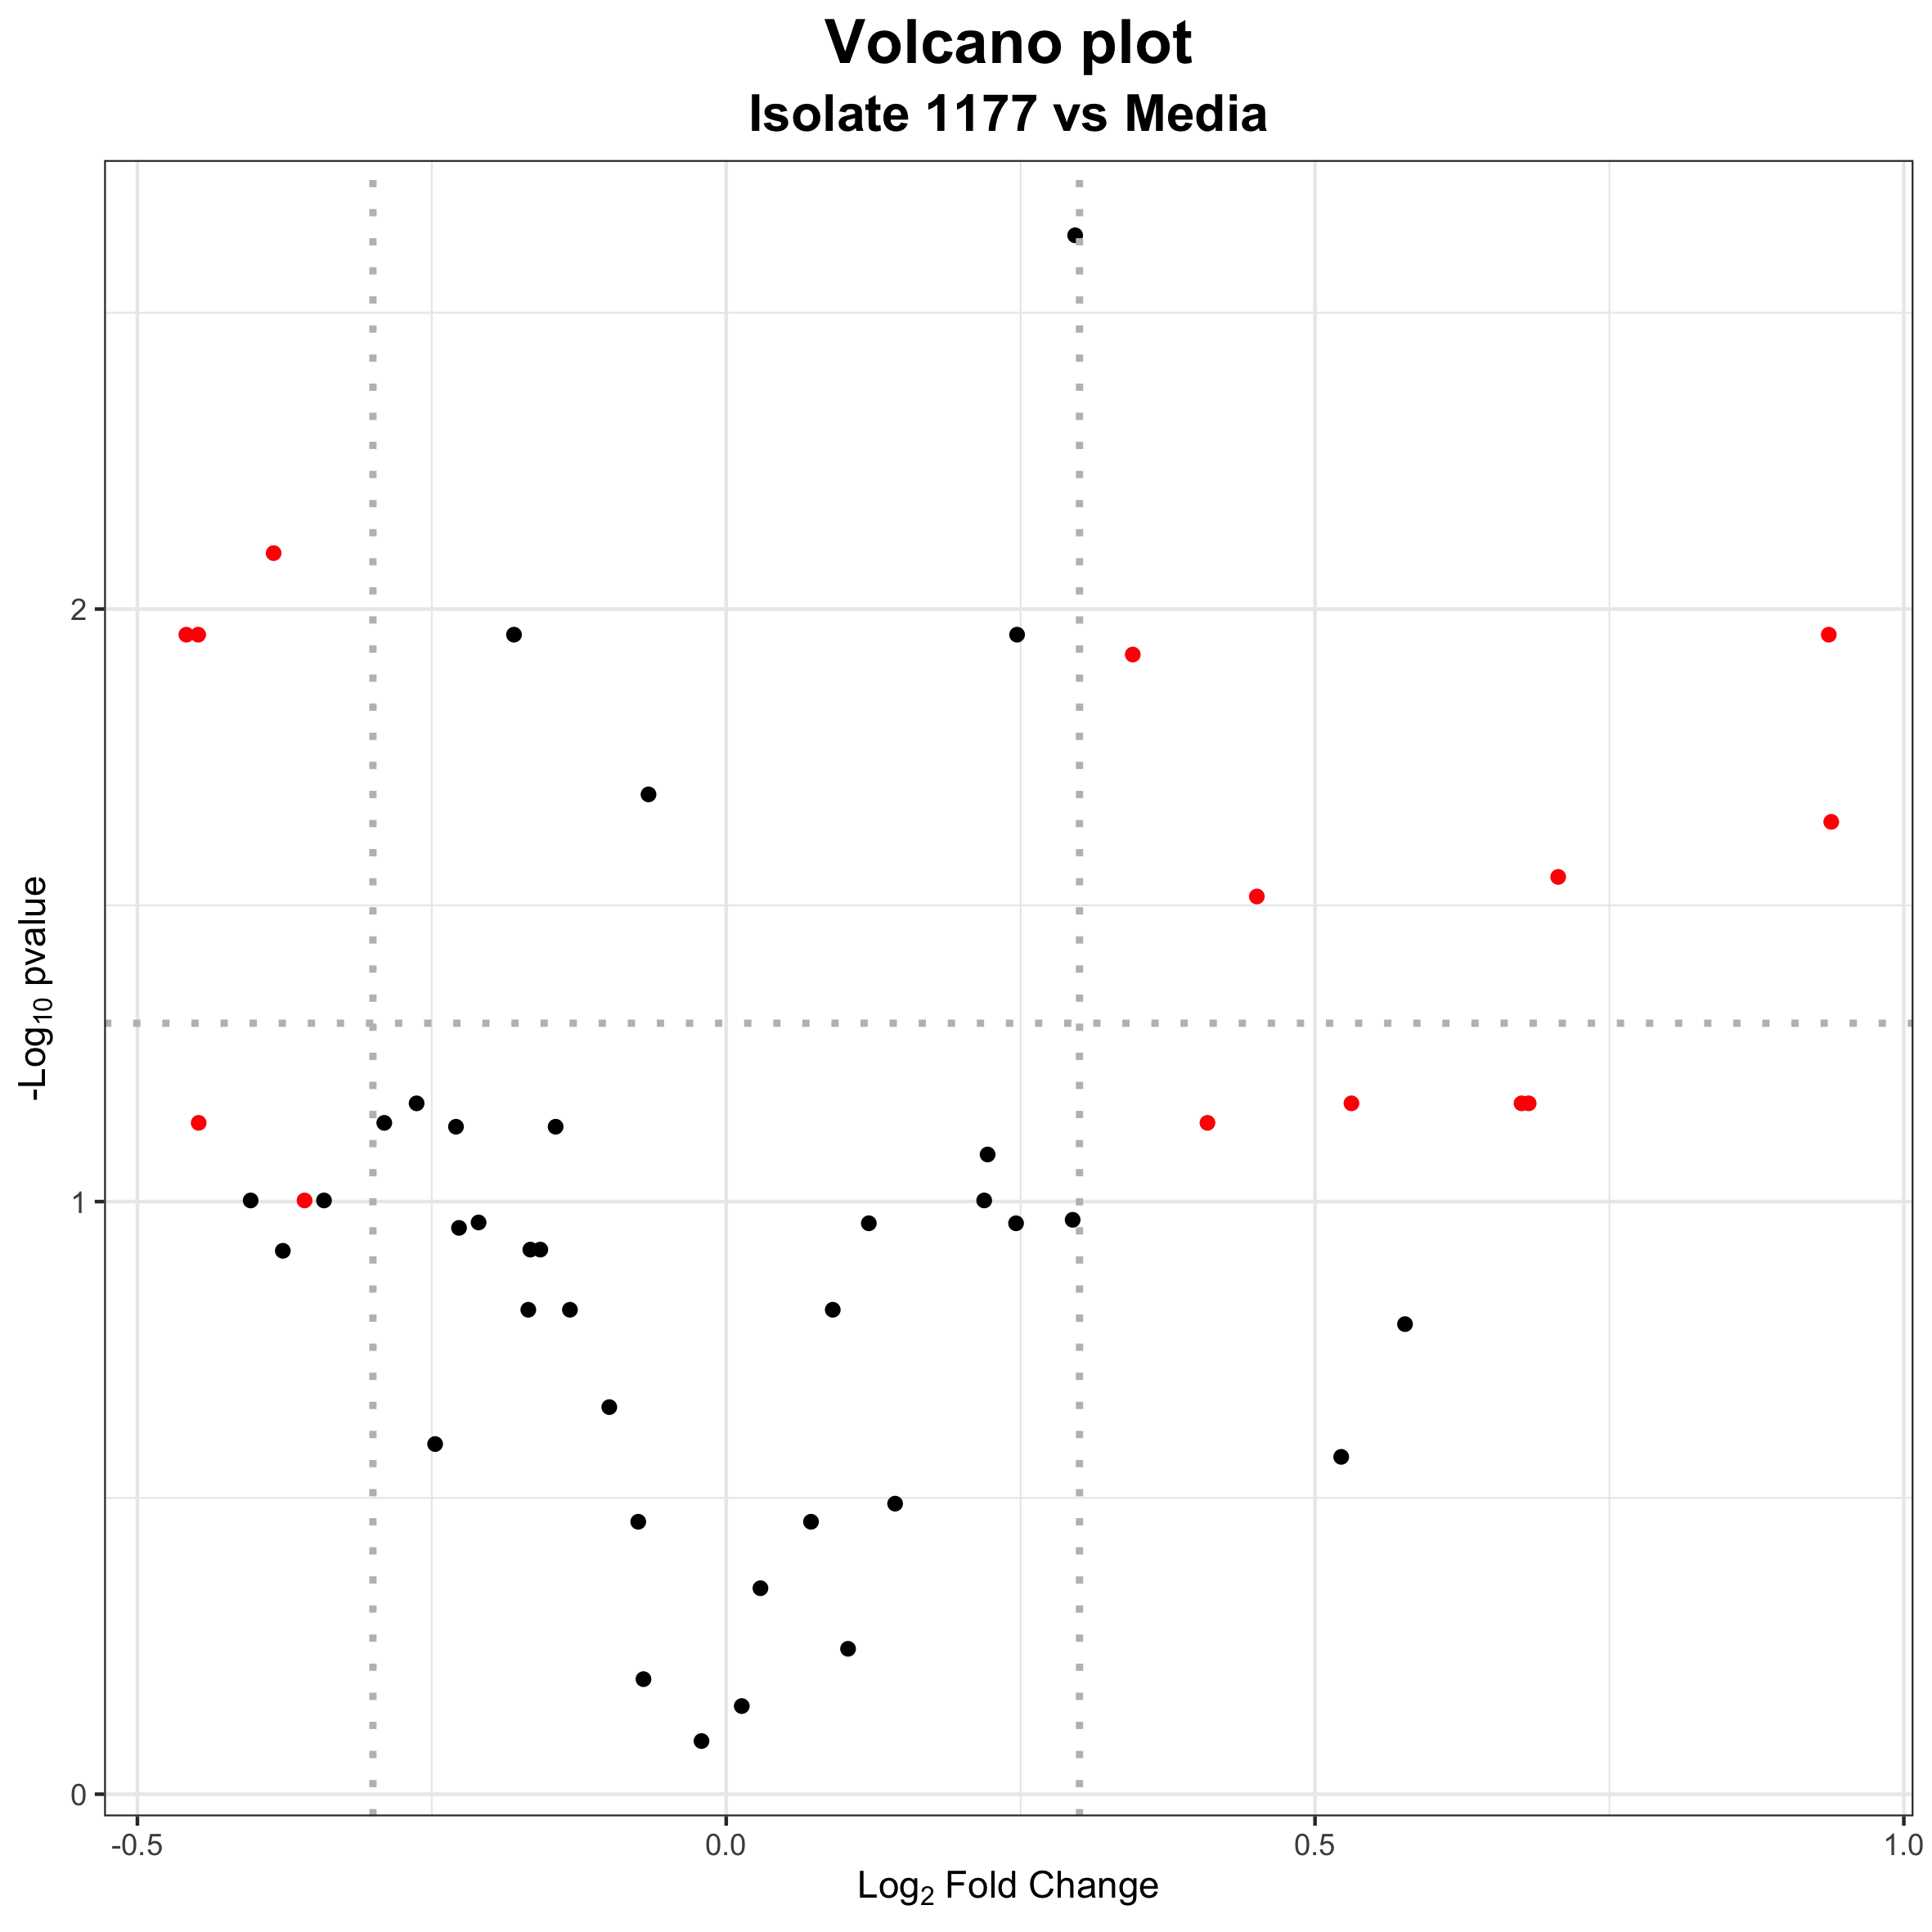 Volcano plot
Isolate 1177 vs Media
2
1
0
-Log10 pvalue
-0.5 0.0 0.5 1.0
Log2 Fold Change